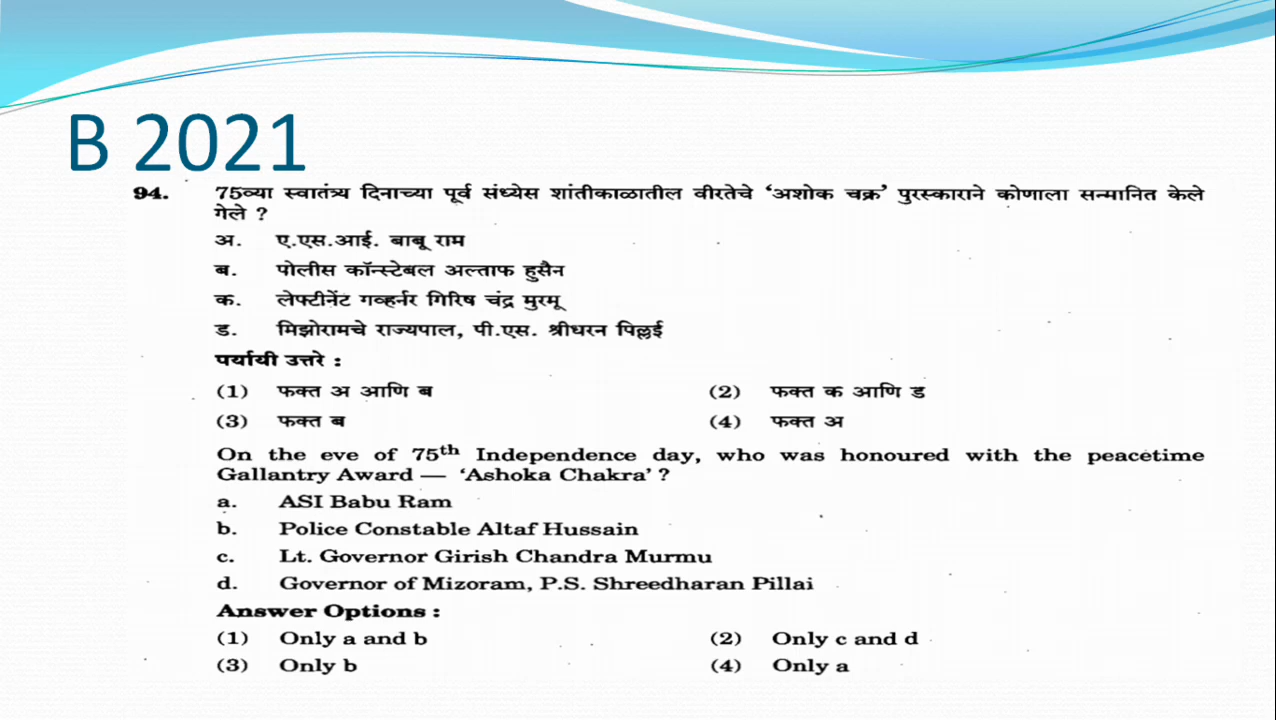 B 2021
94. 75व्या स्वातंत्र्य दिनाच्या पूर्व संध्येस शांतीकाळातील वीरतेचे ‘अशोक चक्र’ पुरस्काराने कोणाला सन्मानित केले
गेले ?
अ. ए.एस.आई. बाबू राम
ब. पोलीस कॉन्स्टेबल अल्ताफ हुसैन
क. लेफ्टीनेंट गव्हर्नर गिरिष चंद्र मुरमू
ड. मिझोरामचे राज्यपाल, पी.एस. श्रीधरन पिल्लई
पर्यायी उत्तरे :
(1) फक्त अ आणि ब (2) फक्त क आणि ड
(3) फक्त ब (4) फक्त अ
On the eve of 75th Independence day, who was honoured with the peacetime
Gallantry Award — ‘Ashoka Chakra’ ?
a. ASI Babu Ram
b. Police Constable Altaf Hussain
c. Lt. Governor Girish Chandra Murmu
d. Governor of Mizoram, P.S. Shreedharan Pillai
Answer Options :
(1) Only a and b (2) Only c and d
(3) Only b (4) Only a